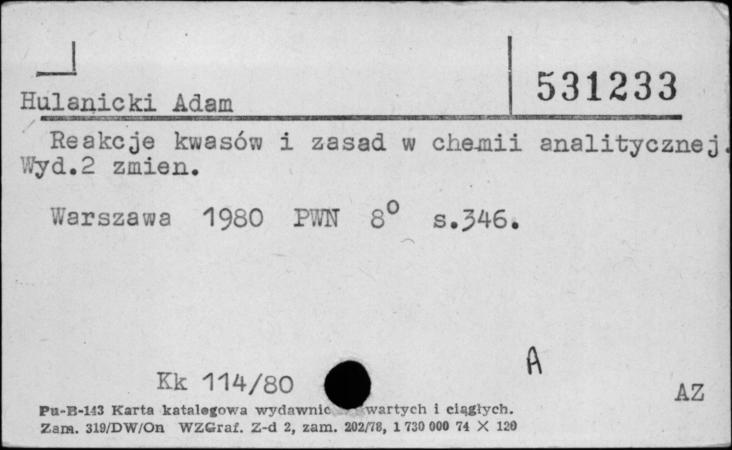 531233
Hulanicki Adam
Reakcje kwasów i zasad w chemii analitycznej.
Wyd.2 zmien.
Warszawa 1980 PWN 8° s.346.
A
Kk 114/80
AZ
Pu-B-143 Karta katalogowa wydawnic wartych i ciągłych.
Zam. 319/DW/On WZGraf. Z-d 2, zam. 202/78, 1 730 000 74 X 120